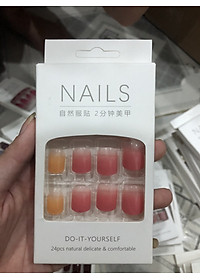 NAILS
自然服贴 2分钟美甲
DO-IT-YOURSELF
24pcs natural delicate & comfortable